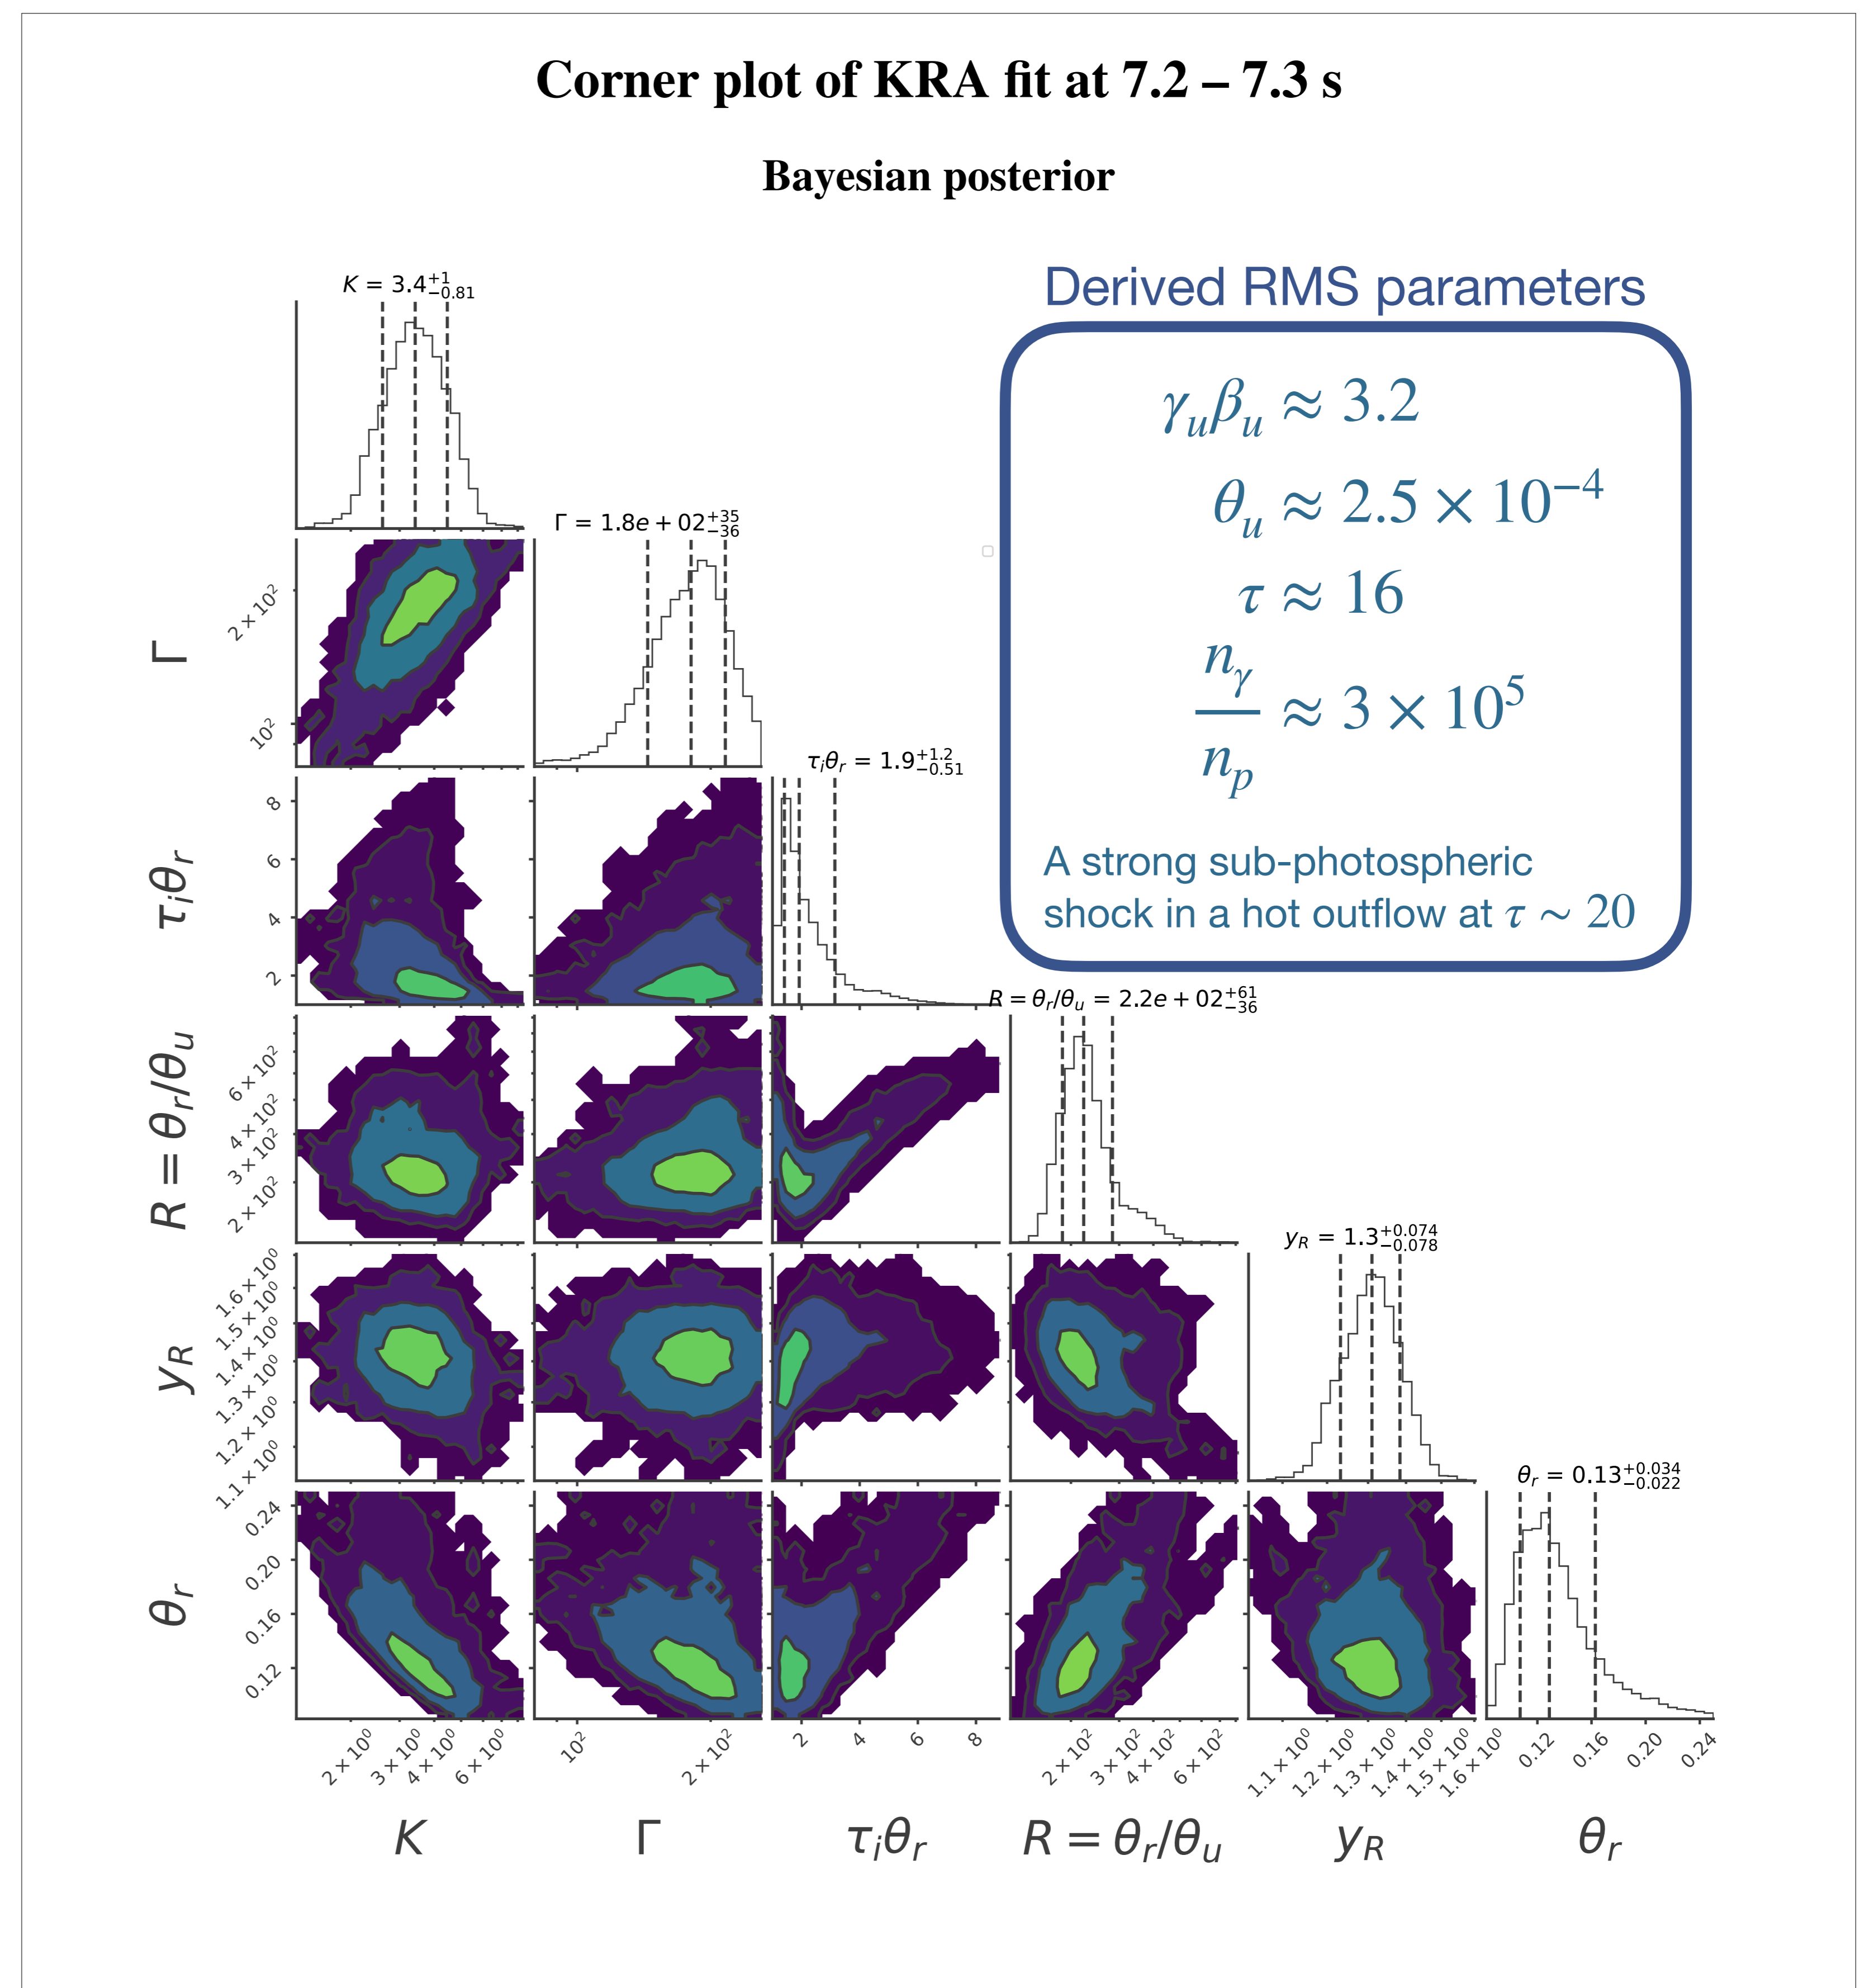 Corner plot of KRA fit at 7.2 – 7.3 s
Bayesian posterior
Derived RMS parameters
γ_uβ_u ≈ 3.2
θ_u ≈ 2.5 × 10^−4
τ ≈ 16
n_γ/n_p ≈ 3 × 10^5
A strong sub-photospheric
shock in a hot outflow at τ ~ 20
K = 3.4^{+1}_{−0.81}
Γ = 1.8e + 02^{+35}_{−36}
τ_iθ_r = 1.9^{+1.2}_{−0.51}
R = θ_r/θ_u = 2.2e + 02^{+61}_{−36}
y_R = 1.3^{+0.074}_{−0.078}
θ_r = 0.13^{+0.034}_{−0.022}
Γ
2 × 10^2
10^2
τ_iθ_r
8
6
4
2
R = θ_r/θ_u
6 × 10^2
4 × 10^2
3 × 10^2
2 × 10^2
y_R
1.6 × 10^0
1.5 × 10^0
1.4 × 10^0
1.3 × 10^0
1.2 × 10^0
1.1 × 10^0
θ_r
0.24
0.20
0.16
0.12
2 × 10^0 3 × 10^0 4 × 10^0 6 × 10^0
10^2 2 × 10^2
2 4 6 8
2 × 10^2 3 × 10^2 4 × 10^2 6 × 10^2
1.1 × 10^0 1.2 × 10^0 1.3 × 10^0 1.4 × 10^0 1.5 × 10^0 1.6 × 10^0
0.12 0.16 0.20 0.24
K Γ τ_iθ_r R = θ_r/θ_u y_R θ_r